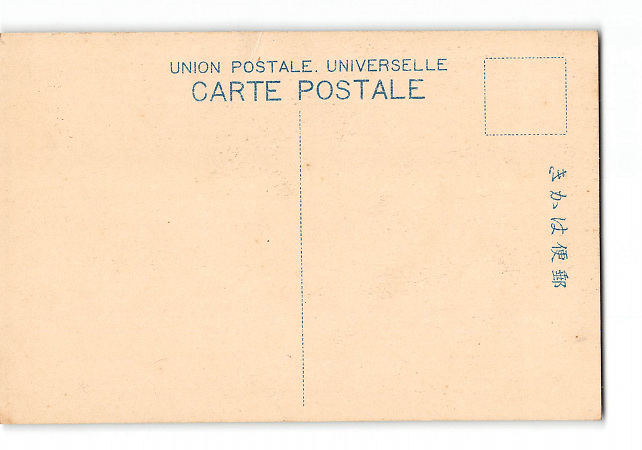 UNION POSTALE. UNIVERSELLE
CARTE POSTALE
きかは便郵